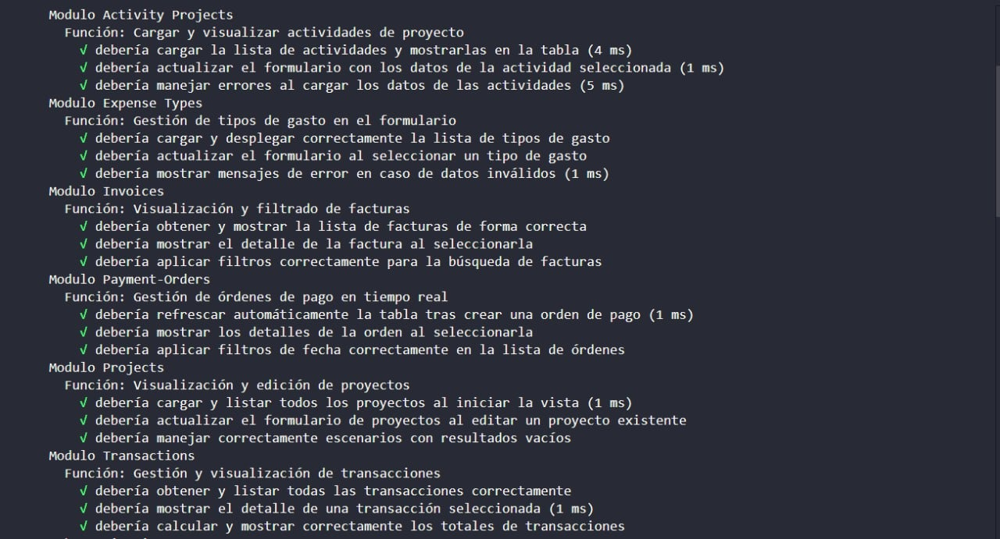 Modulo Activity Projects
Función: Cargar y visualizar actividades de proyecto
√ debería cargar la lista de actividades y mostrarlas en la tabla (4 ms)
√ debería actualizar el formulario con los datos de la actividad seleccionada (1 ms)
√ debería manejar errores al cargar los datos de las actividades (5 ms)
Modulo Expense Types
Función: Gestión de tipos de gasto en el formulario
√ debería cargar y desplegar correctamente la lista de tipos de gasto
√ debería actualizar el formulario al seleccionar un tipo de gasto
√ debería mostrar mensajes de error en caso de datos inválidos (1 ms)
Modulo Invoices
Función: Visualización y filtrado de facturas
√ debería obtener y mostrar la lista de facturas de forma correcta
√ debería mostrar el detalle de la factura al seleccionarla
√ debería aplicar filtros correctamente para la búsqueda de facturas
Modulo Payment-Orders
Función: Gestión de órdenes de pago en tiempo real
√ debería refrescar automáticamente la tabla tras crear una orden de pago (1 ms)
√ debería mostrar los detalles de la orden al seleccionarla
√ debería aplicar filtros de fecha correctamente en la lista de órdenes
Modulo Projects
Función: Visualización y edición de proyectos
√ debería cargar y listar todos los proyectos al iniciar la vista (1 ms)
√ debería actualizar el formulario de proyectos al editar un proyecto existente
√ debería manejar correctamente escenarios con resultados vacíos
Modulo Transactions
Función: Gestión y visualización de transacciones
√ debería obtener y listar todas las transacciones correctamente
√ debería mostrar el detalle de una transacción seleccionada (1 ms)
√ debería calcular y mostrar correctamente los totales de transacciones